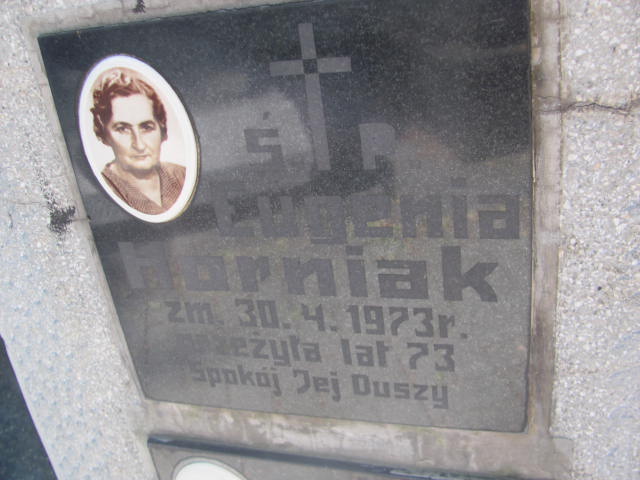 Ś P
Eugenia
Horniak
zm. 30. 4. 1973r.
przeżyła lat 73
Spokój Jej Duszy